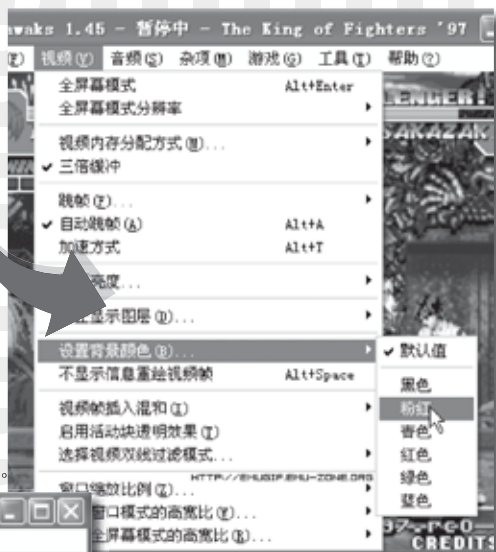 waks 1.45 - 暂停中 - The King of Fighters '97
视频(V) 音频(S) 杂项(M) 游戏(G) 工具(T) 帮助(?)
全屏幕模式 Alt+Enter
全屏幕模式分辨率
视频内存分配方式(M)...
✓ 三倍缓冲
跳帧(F)...
✓ 自动跳帧(A) Alt+A
加速方式 Alt+T
亮度...
显示图层(D)...
设置背景颜色(B)...
✓ 默认值
不显示信息重绘视频帧 Alt+Space
黑色
粉红
青色
红色
绿色
蓝色
视频帧插入混和(I)
启用活动块透明效果(T)
选择视频双线过滤模式...
HTTP://EMUGIF.EMU-ZONE.ORG
窗口缩放比例(Z)...
窗口模式的高宽比(Y)...
全屏幕模式的高宽比(R)...
CREDITS